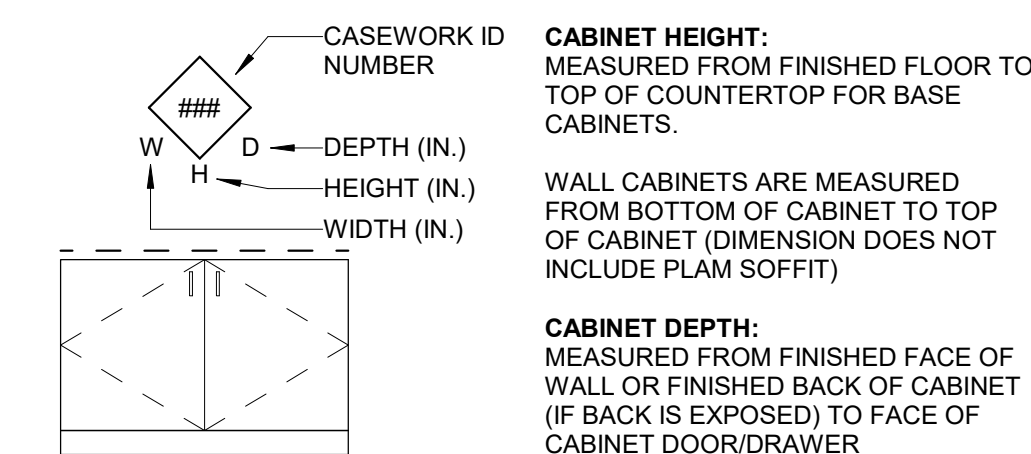 CASEWORK ID
NUMBER
###
W
D
H
DEPTH (IN.)
HEIGHT (IN.)
WIDTH (IN.)
CABINET HEIGHT:
MEASURED FROM FINISHED FLOOR TO
TOP OF COUNTERTOP FOR BASE
CABINETS.
WALL CABINETS ARE MEASURED
FROM BOTTOM OF CABINET TO TOP
OF CABINET (DIMENSION DOES NOT
INCLUDE PLAM SOFFIT)
CABINET DEPTH:
MEASURED FROM FINISHED FACE OF
WALL OR FINISHED BACK OF CABINET
(IF BACK IS EXPOSED) TO FACE OF
CABINET DOOR/DRAWER